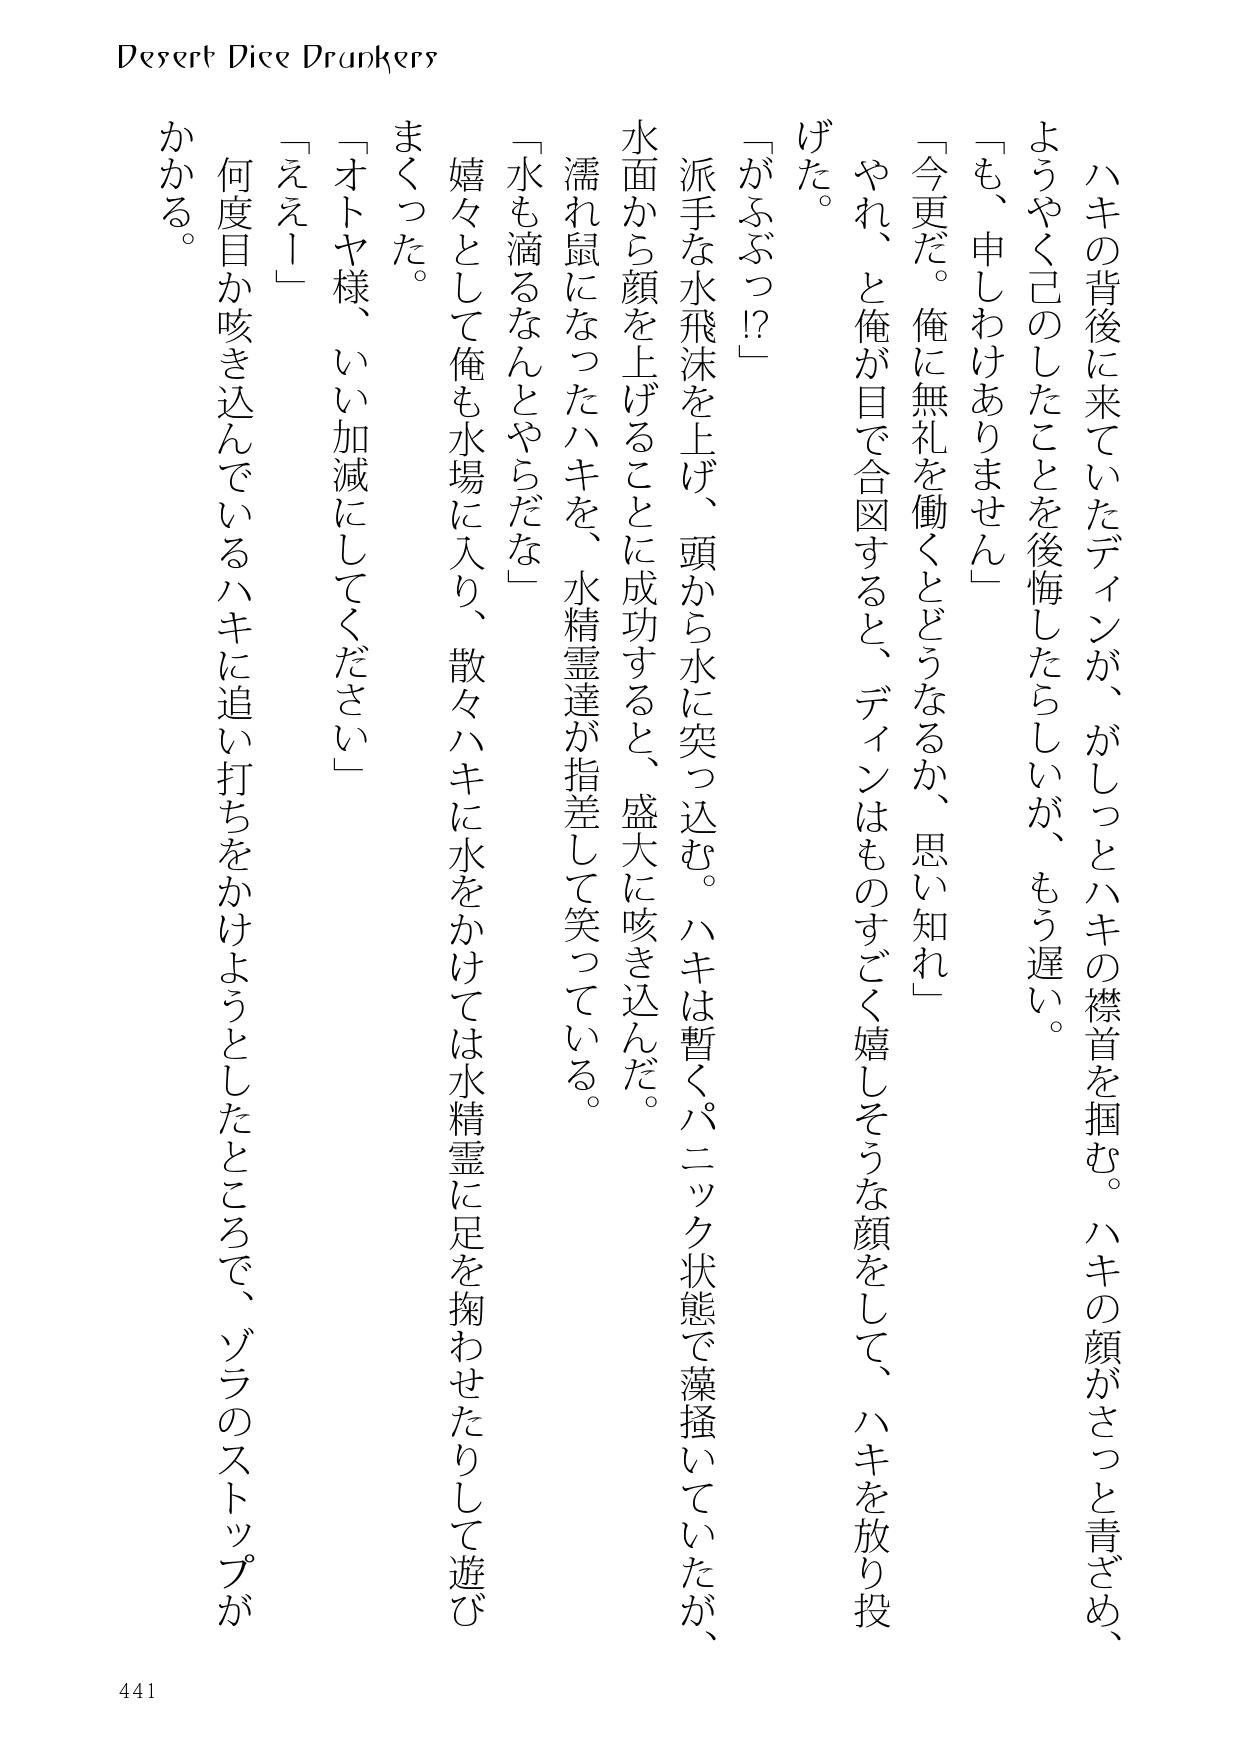 Desert Dice Drunkers
　ハキの背後に来ていたディンが、がしっとハキの襟首を掴む。ハキの顔がさっと青ざめ、
ようやく己のしたことを後悔したらしいが、もう遅い。
「も、申しわけありません」
「今更だ。俺に無礼を働くとどうなるか、思い知れ」
　やれ、と俺が目で合図すると、ディンはものすごく嬉しそうな顔をして、ハキを放り投
げた。
「がふぶっ!?」
　派手な水飛沫を上げ、頭から水に突っ込む。ハキは暫くパニック状態で藻掻いていたが、
水面から顔を上げることに成功すると、盛大に咳き込んだ。
　濡れ鼠になったハキを、水精霊達が指差して笑っている。
「水も滴るなんとやらだな」
　嬉々として俺も水場に入り、散々ハキに水をかけては水精霊に足を掬わせたりして遊び
まくった。
「オトヤ様、いい加減にしてください」
「ええー」
　何度目か咳き込んでいるハキに追い打ちをかけようとしたところで、ゾラのストップが
かかる。
441